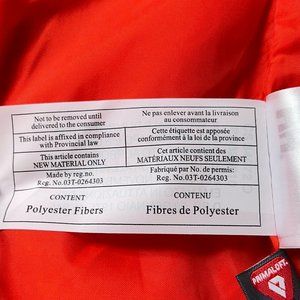 Not to be removed until
delivered to the consumer
Ne pas enlever avant la livraison
au consommateur
This label is affixed in compliance
with Provincial law
Cette étiquette est apposée
conformément à la loi de la province
This article contains
NEW MATERIAL ONLY
Cet article contient des
MATÉRIAUX NEUFS SEULEMENT
Made by reg.no.
Reg. No.03T-0264303
Fabriqué par No. de permis:
Reg. No.03T-0264303
CONTENT
Polyester Fibers
CONTENU
Fibres de Polyester
PRIMALOFT